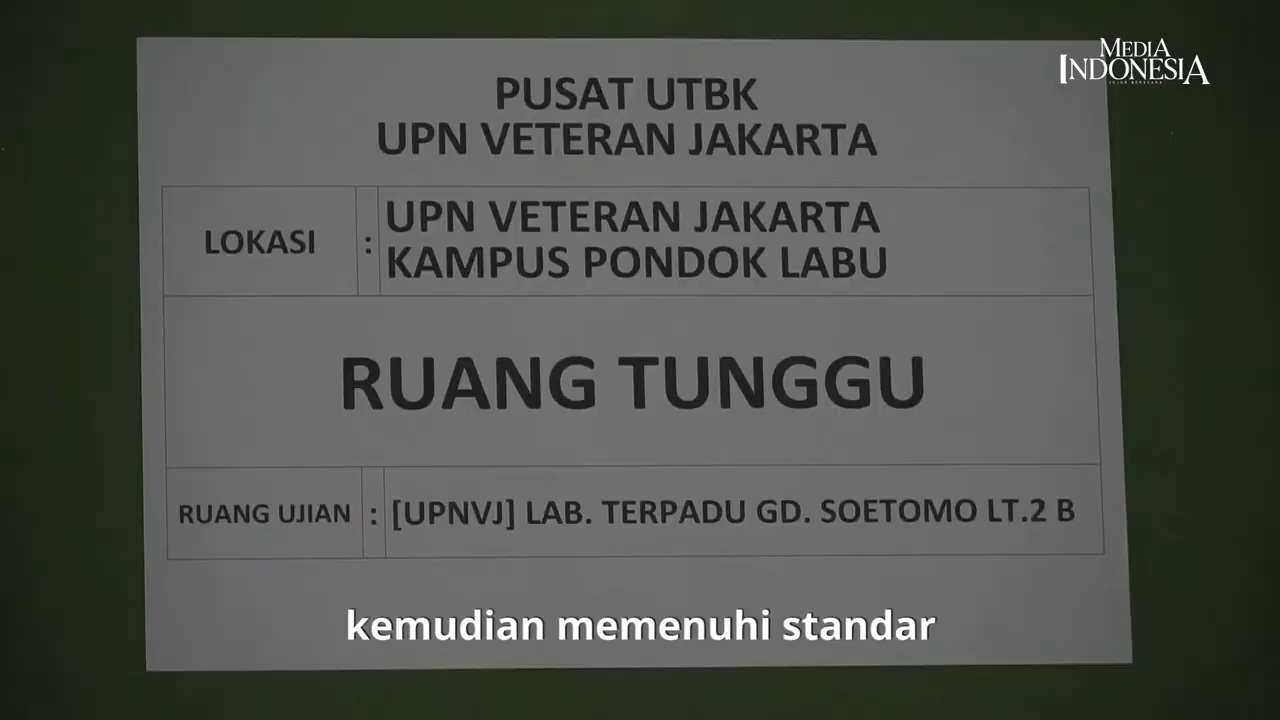 MEDIA
INDONESIA
PUSAT UTBK
UPN VETERAN JAKARTA
LOKASI : UPN VETERAN JAKARTA
KAMPUS PONDOK LABU
RUANG TUNGGU
RUANG UJIAN : [UPNVJ] LAB. TERPADU GD. SOETOMO LT.2 B
kemudian memenuhi standar